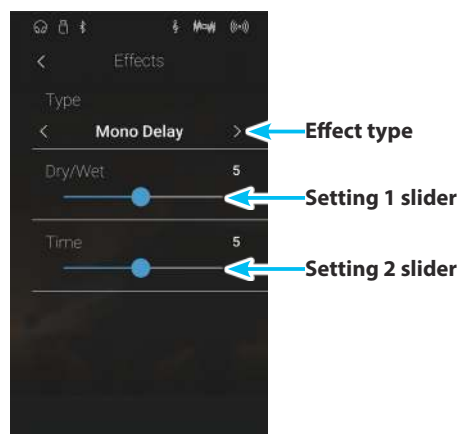 Effects
Type
Mono Delay
Effect type
Dry/Wet 5
Setting 1 slider
Time 5
Setting 2 slider